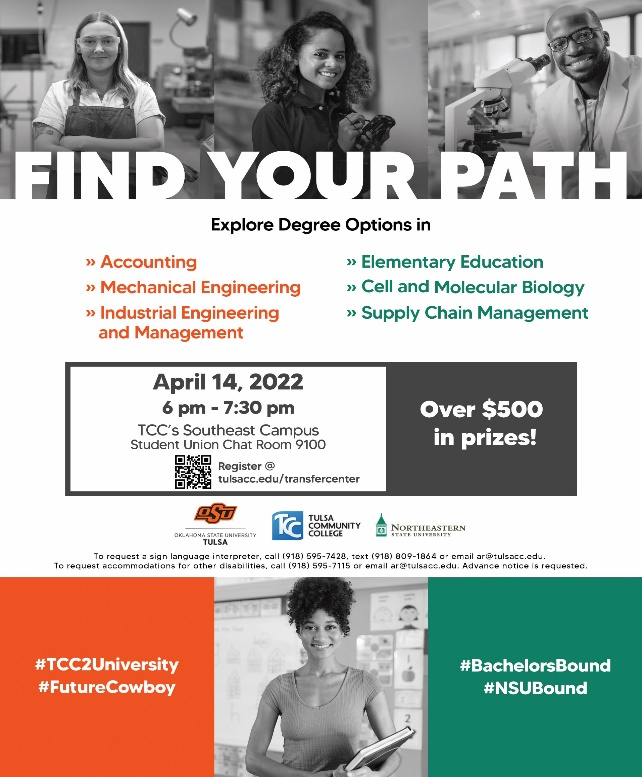 FIND YOUR PATH
Explore Degree Options in
» Accounting
» Mechanical Engineering
» Industrial Engineering
and Management
» Elementary Education
» Cell and Molecular Biology
» Supply Chain Management
April 14, 2022
6 pm - 7:30 pm
TCC's Southeast Campus
Student Union Chat Room 9100
Register @
tulsacc.edu/transfercenter
Over $500
in prizes!
OSU
OKLAHOMA STATE UNIVERSITY
TULSA
TCC
TULSA
COMMUNITY
COLLEGE
NORTHEASTERN
STATE UNIVERSITY
To request a sign language interpreter, call (918) 595-7428, text (918) 809-1864 or email ar@tulsacc.edu.
To request accommodations for other disabilities, call (918) 595-7115 or email ar@tulsacc.edu. Advance notice is requested.
#TCC2University
#FutureCowboy
#BachelorsBound
#NSUBound